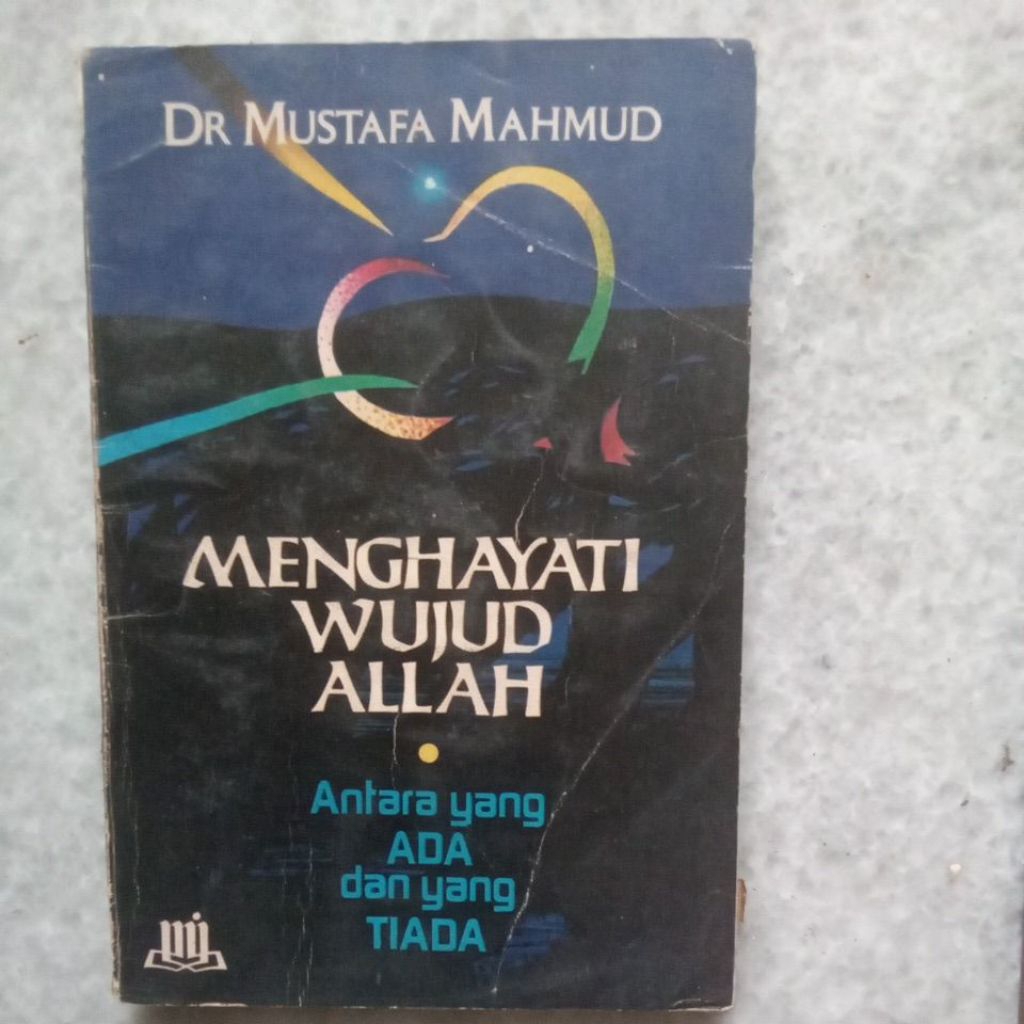 DR MUSTAFA MAHMUD
MENGHAYATI
WUJUD
ALLAH
Antara yang
ADA
dan yang
TIADA